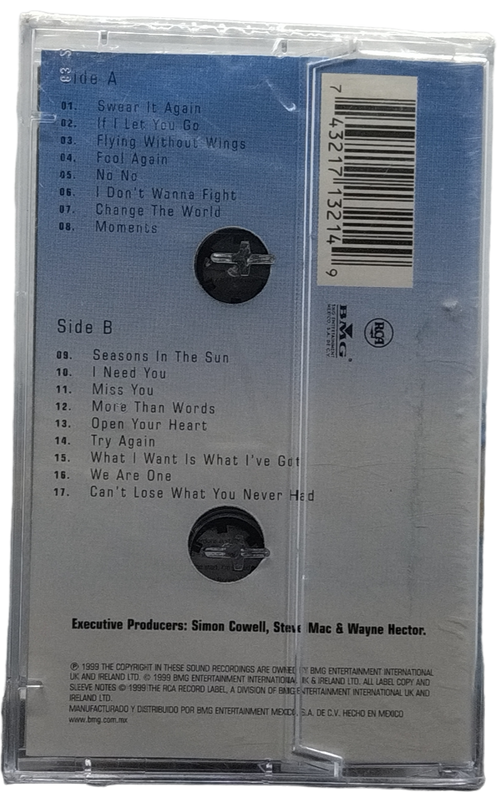 Side A
01. Swear It Again
02. If I Let You Go
03. Flying Without Wings
04. Fool Again
05. No No
06. I Don't Wanna Fight
07. Change The World
08. Moments
7 43217 13214 9
BMG
RCA
Side B
09. Seasons In The Sun
10. I Need You
11. Miss You
12. More Than Words
13. Open Your Heart
14. Try Again
15. What I Want Is What I've Got
16. We Are One
17. Can't Lose What You Never Had
Executive Producers: Simon Cowell, Steve Mac & Wayne Hector.
℗ 1999 THE COPYRIGHT IN THESE SOUND RECORDINGS ARE OWNED BY BMG ENTERTAINMENT INTERNATIONAL
UK AND IRELAND LTD. © 1999 BMG ENTERTAINMENT INTERNATIONAL UK & IRELAND LTD. ALL LABEL COPY AND
SLEEVE NOTES © 1999 THE RCA RECORD LABEL, A DIVISION OF BMG ENTERTAINMENT INTERNATIONAL UK AND
IRELAND LTD.
MANUFACTURADO Y DISTRIBUIDO POR BMG ENTERTAINMENT MEXICO, S.A. DE C.V. HECHO EN MEXICO
www.bmg.com.mx